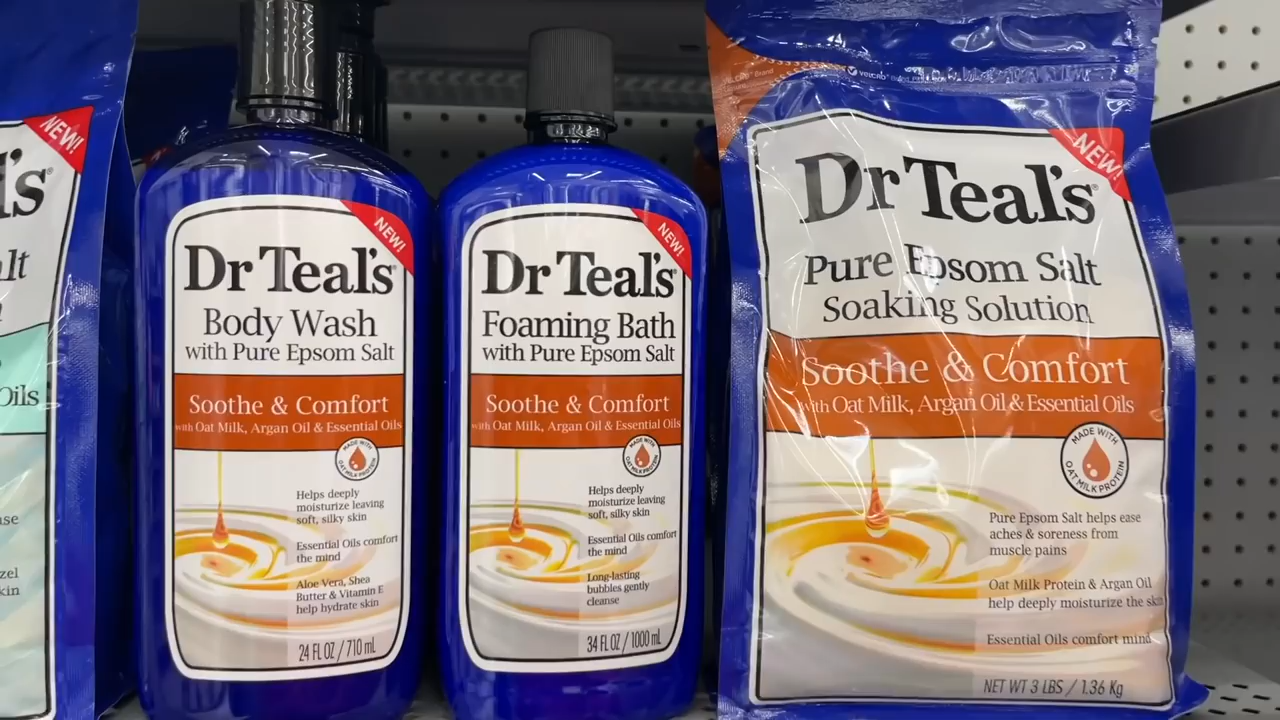 NEW!
l's
lt
Oils
NEW!
Dr Teal's
Body Wash
with Pure Epsom Salt
Soothe & Comfort
with Oat Milk, Argan Oil & Essential Oils
MADE WITH
OAT MILK PROTEIN
Helps deeply
moisturize leaving
soft, silky skin
Essential Oils comfort
the mind
Aloe Vera, Shea
Butter & Vitamin E
help hydrate skin
24 FL OZ / 710 mL
NEW!
Dr Teal's
Foaming Bath
with Pure Epsom Salt
Soothe & Comfort
with Oat Milk, Argan Oil & Essential Oils
MADE WITH
OAT MILK PROTEIN
Helps deeply
moisturize leaving
soft, silky skin
Essential Oils comfort
the mind
Long-lasting
bubbles gently
cleanse
34 FL OZ / 1000 mL
VELCRO® Brand
NEW!
Dr Teal's®
Pure Epsom Salt
Soaking Solution
Soothe & Comfort
with Oat Milk, Argan Oil & Essential Oils
MADE WITH
OAT MILK PROTEIN
Pure Epsom Salt helps ease
aches & soreness from
muscle pains
Oat Milk Protein & Argan Oil
help deeply moisturize the skin
Essential Oils comfort mind
NET WT 3 LBS / 1.36 Kg